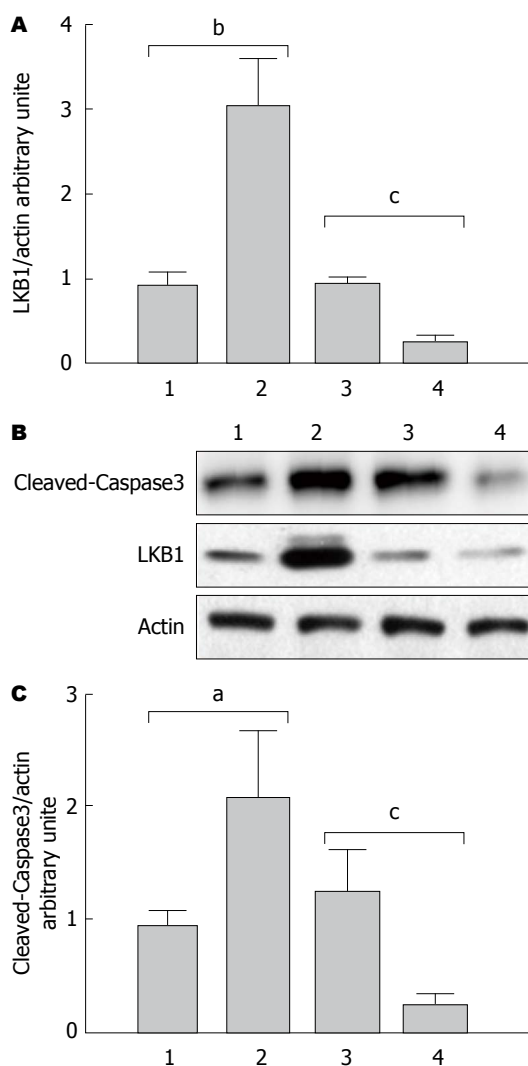 A
LKB1/actin arbitrary unite
4
3
2
1
0
b
c
1 2 3 4
B
1 2 3 4
Cleaved-Caspase3
LKB1
Actin
C
Cleaved-Caspase3/actin
arbitrary unite
3
2
1
0
a
c
1 2 3 4